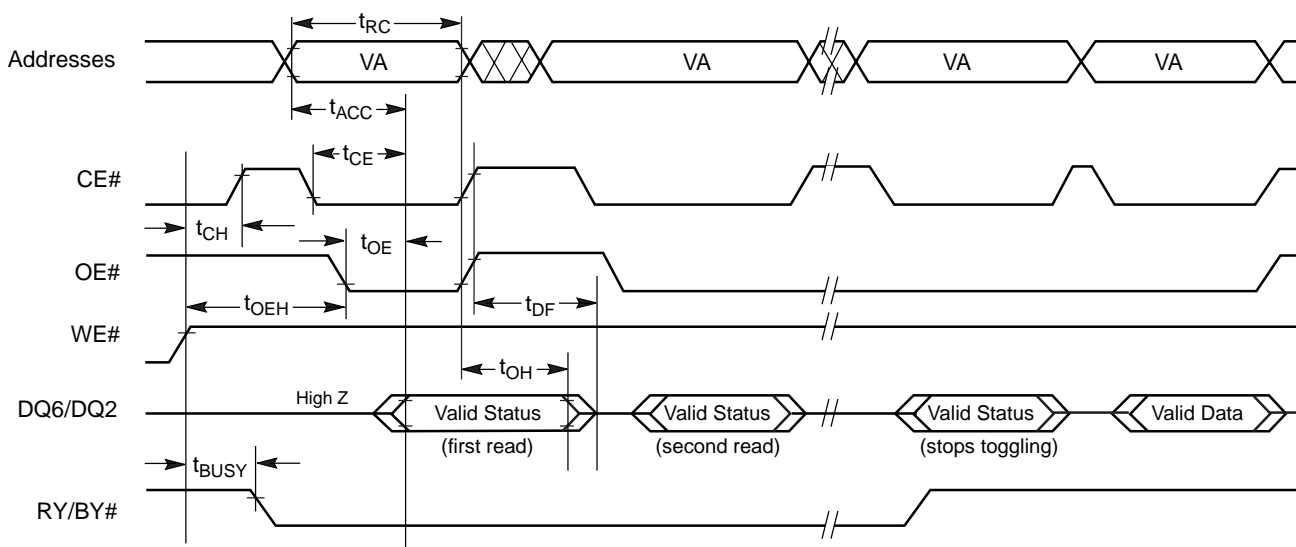 tRC
Addresses VA VA VA VA
tACC
tCE
CE#
tCH tOE
OE#
tOEH tDF
WE#
tOH
High Z
DQ6/DQ2 Valid Status Valid Status Valid Status Valid Data
(first read) (second read) (stops toggling)
tBUSY
RY/BY#